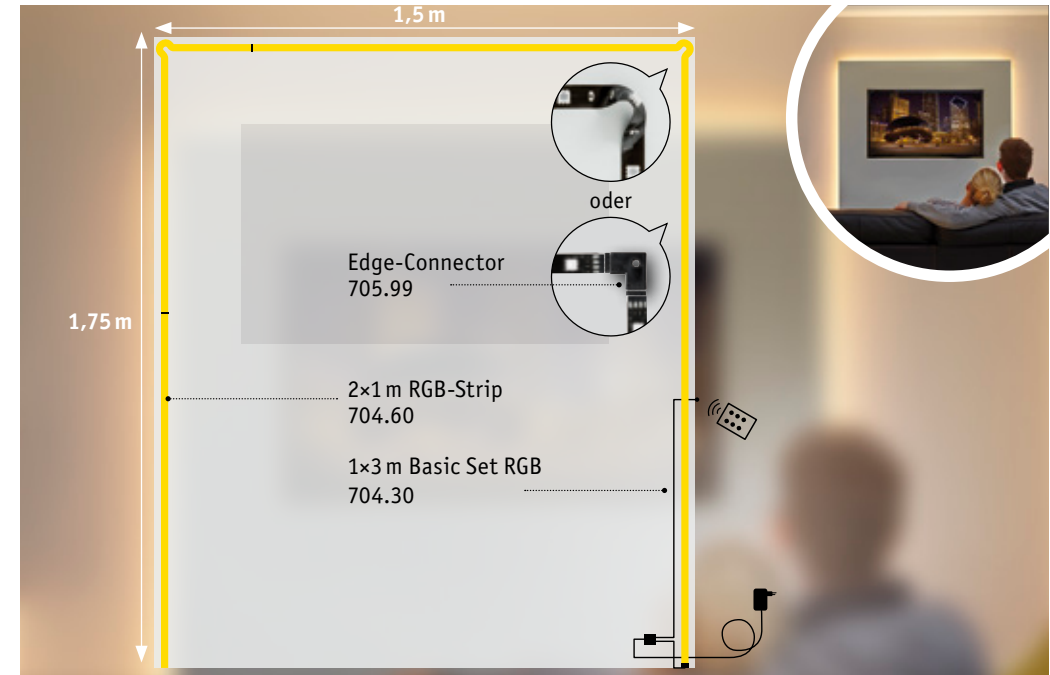 1,5 m
oder
Edge-Connector
705.99
1,75 m
2×1 m RGB-Strip
704.60
1×3 m Basic Set RGB
704.30